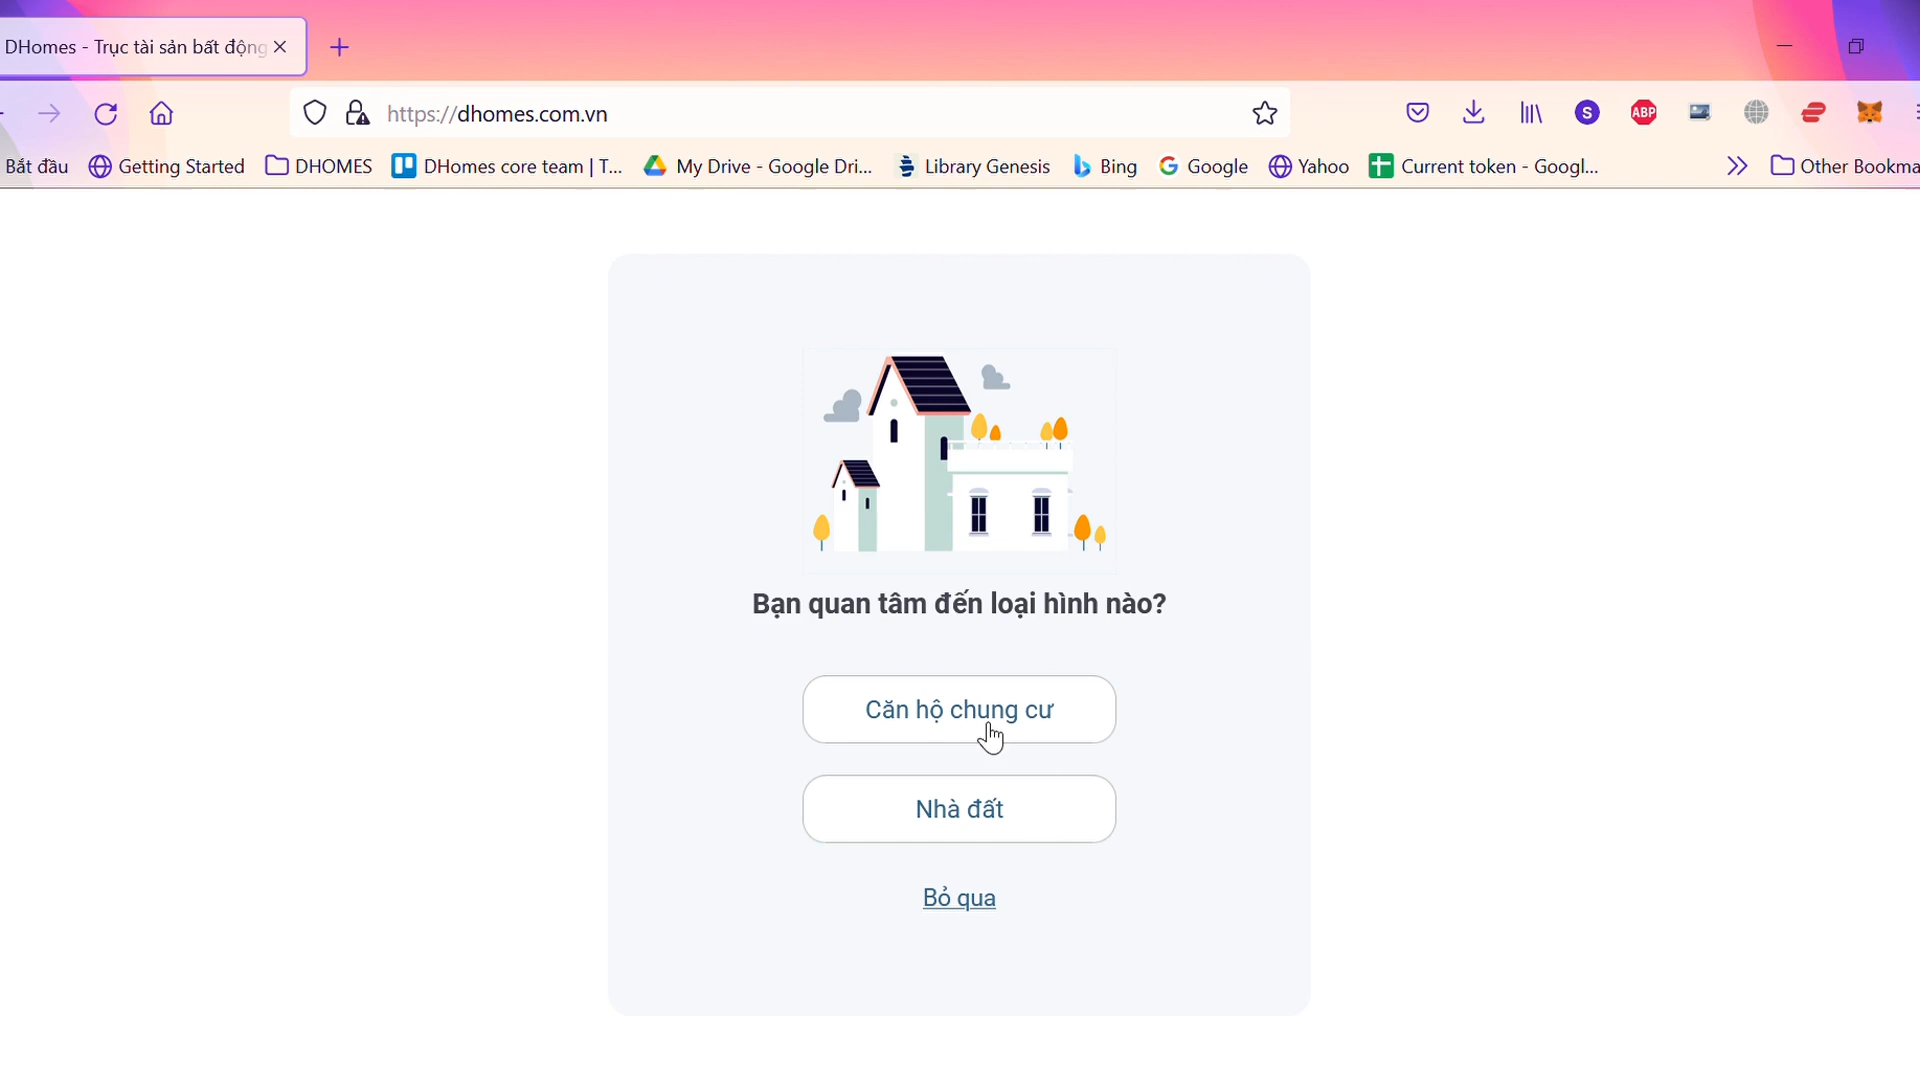 DHomes - Trục tài sản bất động
https://dhomes.com.vn
S
ABP
Bắt đầu
Getting Started
DHOMES
DHomes core team | T...
My Drive - Google Dri...
Library Genesis
Bing
Google
Yahoo
Current token - Googl...
Other Bookma
Bạn quan tâm đến loại hình nào?
Căn hộ chung cư
Nhà đất
Bỏ qua